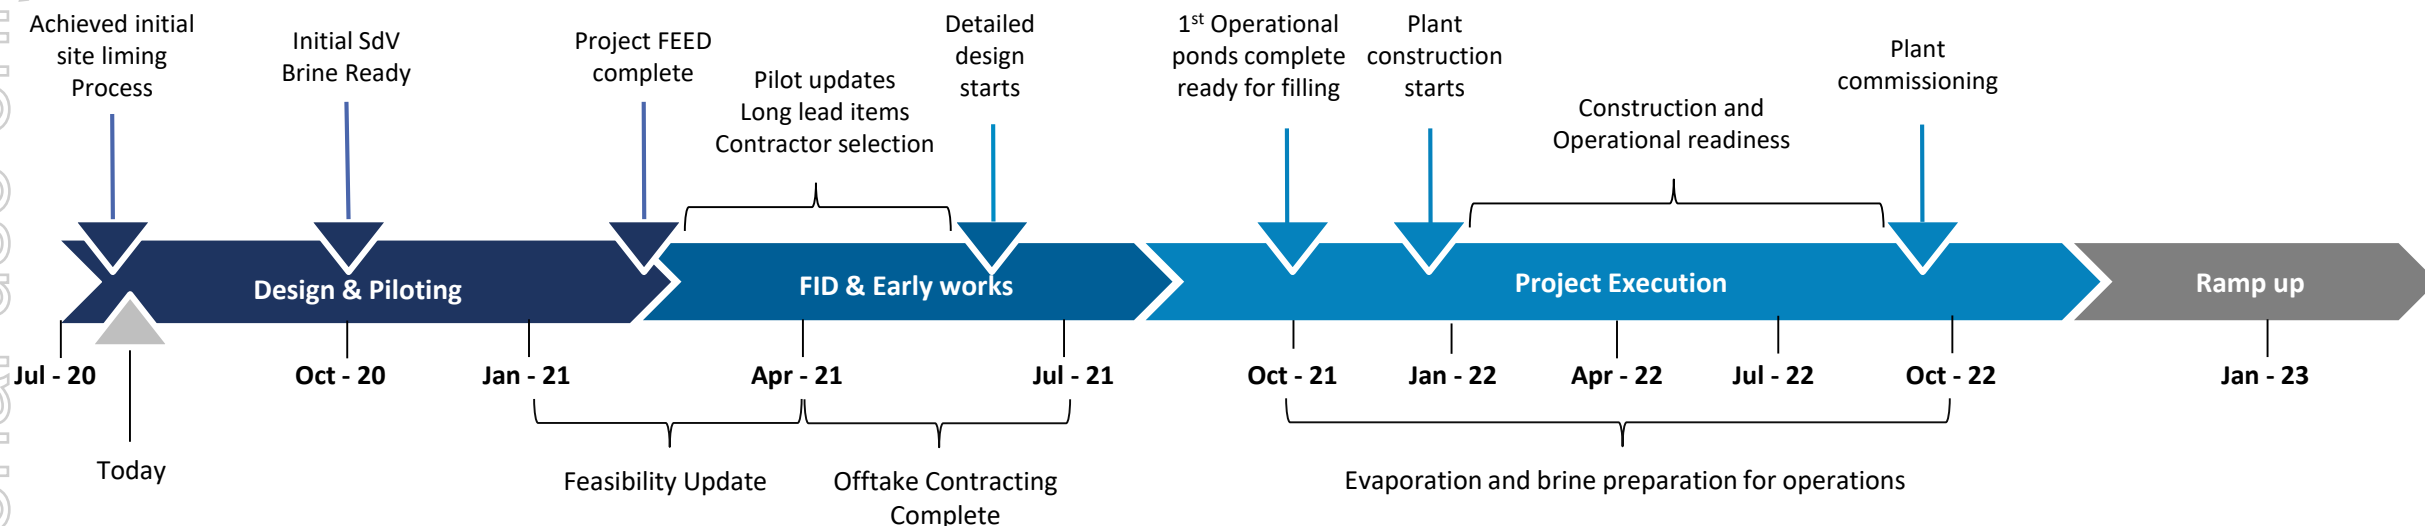 Achieved initial
site liming
Process
Initial SdV
Brine Ready
Project FEED
complete
Pilot updates
Long lead items
Contractor selection
Detailed
design
starts
1st Operational
ponds complete
ready for filling
Plant
construction
starts
Construction and
Operational readiness
Plant
commissioning
Design & Piloting
FID & Early works
Project Execution
Ramp up
Jul - 20
Oct - 20
Jan - 21
Apr - 21
Jul - 21
Oct - 21
Jan - 22
Apr - 22
Jul - 22
Oct - 22
Jan - 23
Today
Feasibility Update
Offtake Contracting
Complete
Evaporation and brine preparation for operations